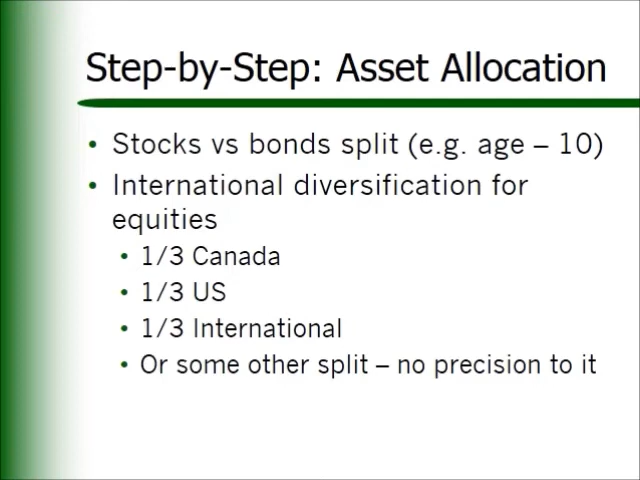 Step-by-Step: Asset Allocation
• Stocks vs bonds split (e.g. age – 10)
• International diversification for
equities
• 1/3 Canada
• 1/3 US
• 1/3 International
• Or some other split – no precision to it